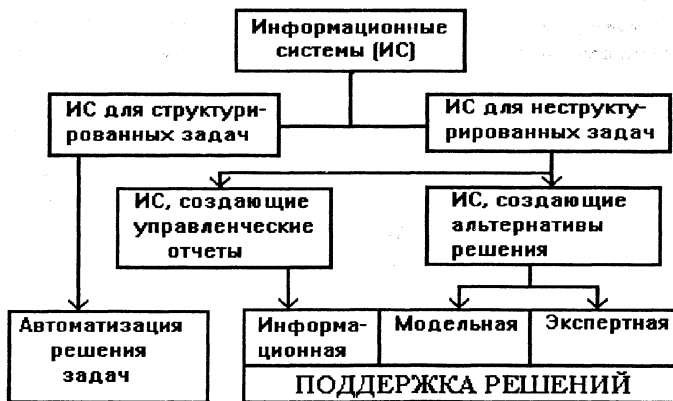 Информационные
системы (ИС)
ИС для структури-
рованных задач
ИС для неструкту-
рированных задач
ИС, создающие
управленческие
отчеты
ИС, создающие
альтернативы
решения
Автоматизация
решения
задач
Информа-
ционная
Модельная
Экспертная
ПОДДЕРЖКА РЕШЕНИЙ